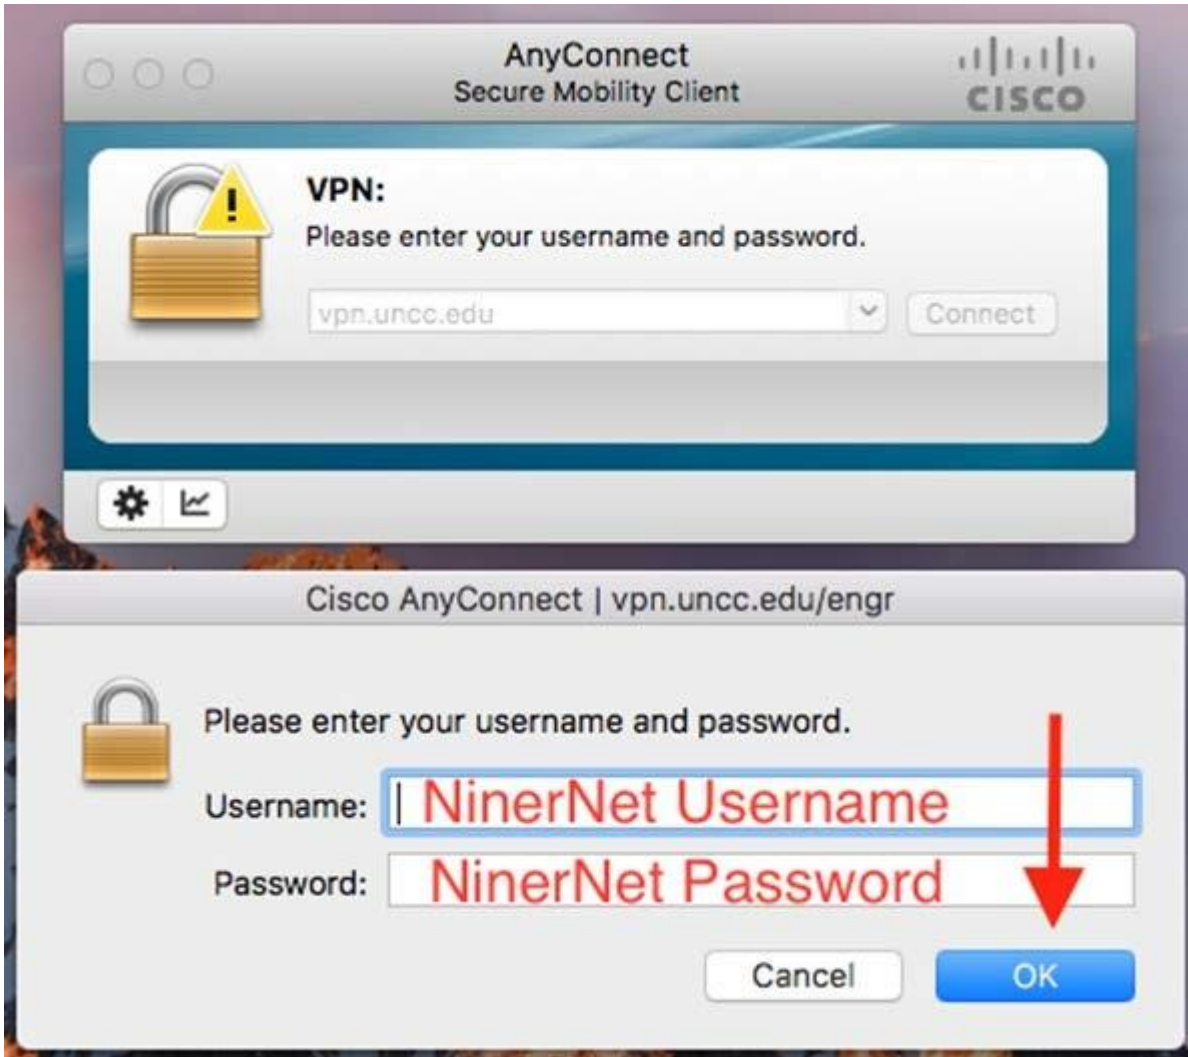 AnyConnect
Secure Mobility Client
CISCO
VPN:
Please enter your username and password.
vpn.uncc.edu
Connect
Cisco AnyConnect | vpn.uncc.edu/engr
Please enter your username and password.
Username: NinerNet Username
Password: NinerNet Password
Cancel OK